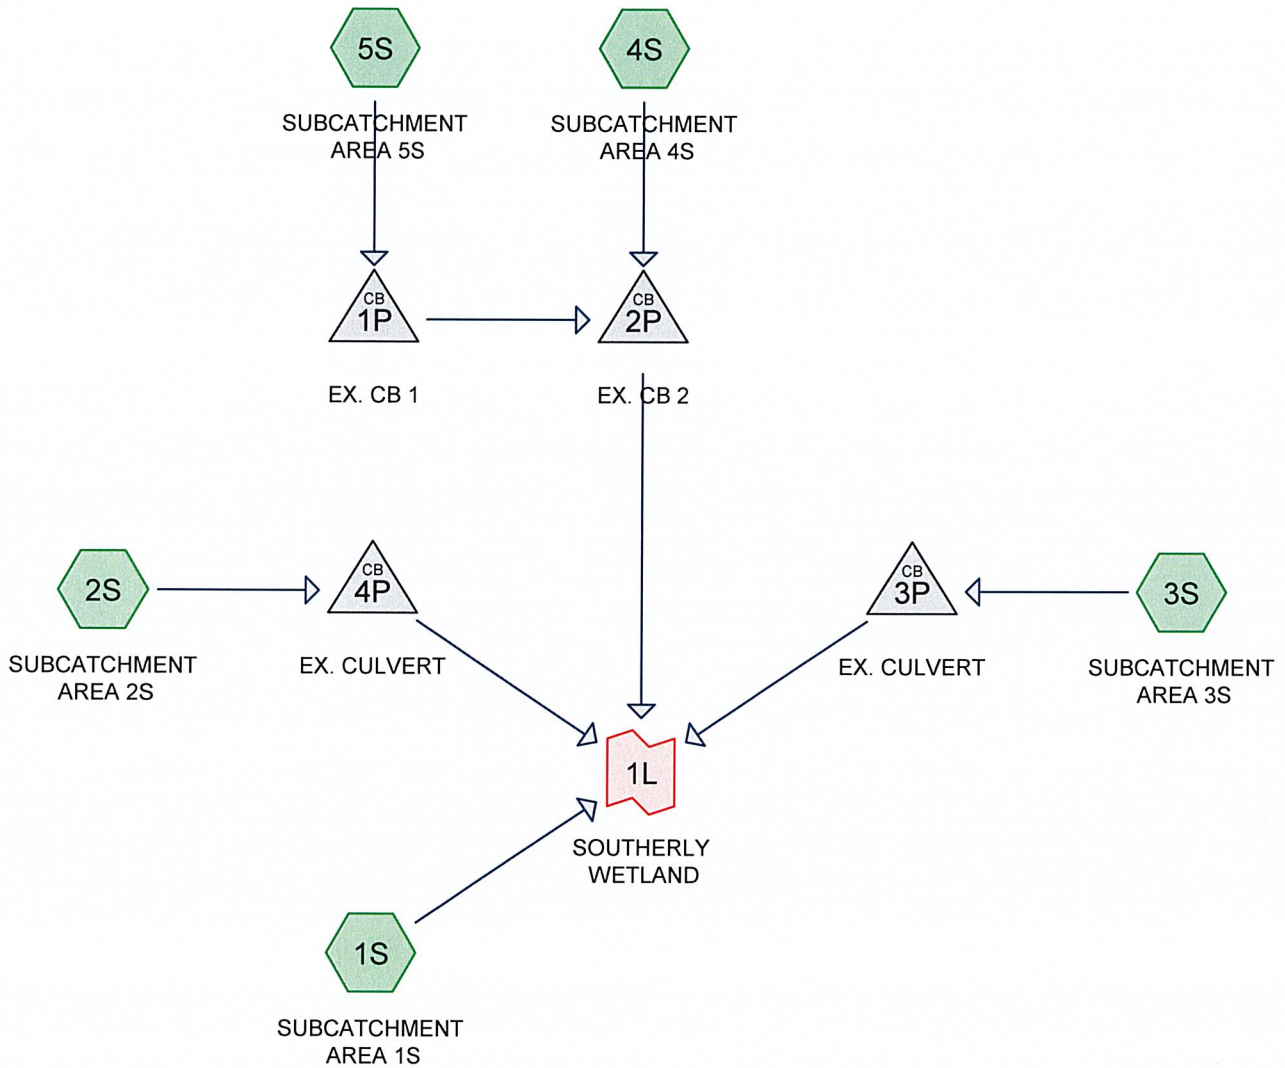 5S
SUBCATCHMENT
AREA 5S
4S
SUBCATCHMENT
AREA 4S
CB
1P
EX. CB 1
CB
2P
EX. CB 2
2S
SUBCATCHMENT
AREA 2S
CB
4P
EX. CULVERT
CB
3P
EX. CULVERT
3S
SUBCATCHMENT
AREA 3S
1L
SOUTHERLY
WETLAND
1S
SUBCATCHMENT
AREA 1S